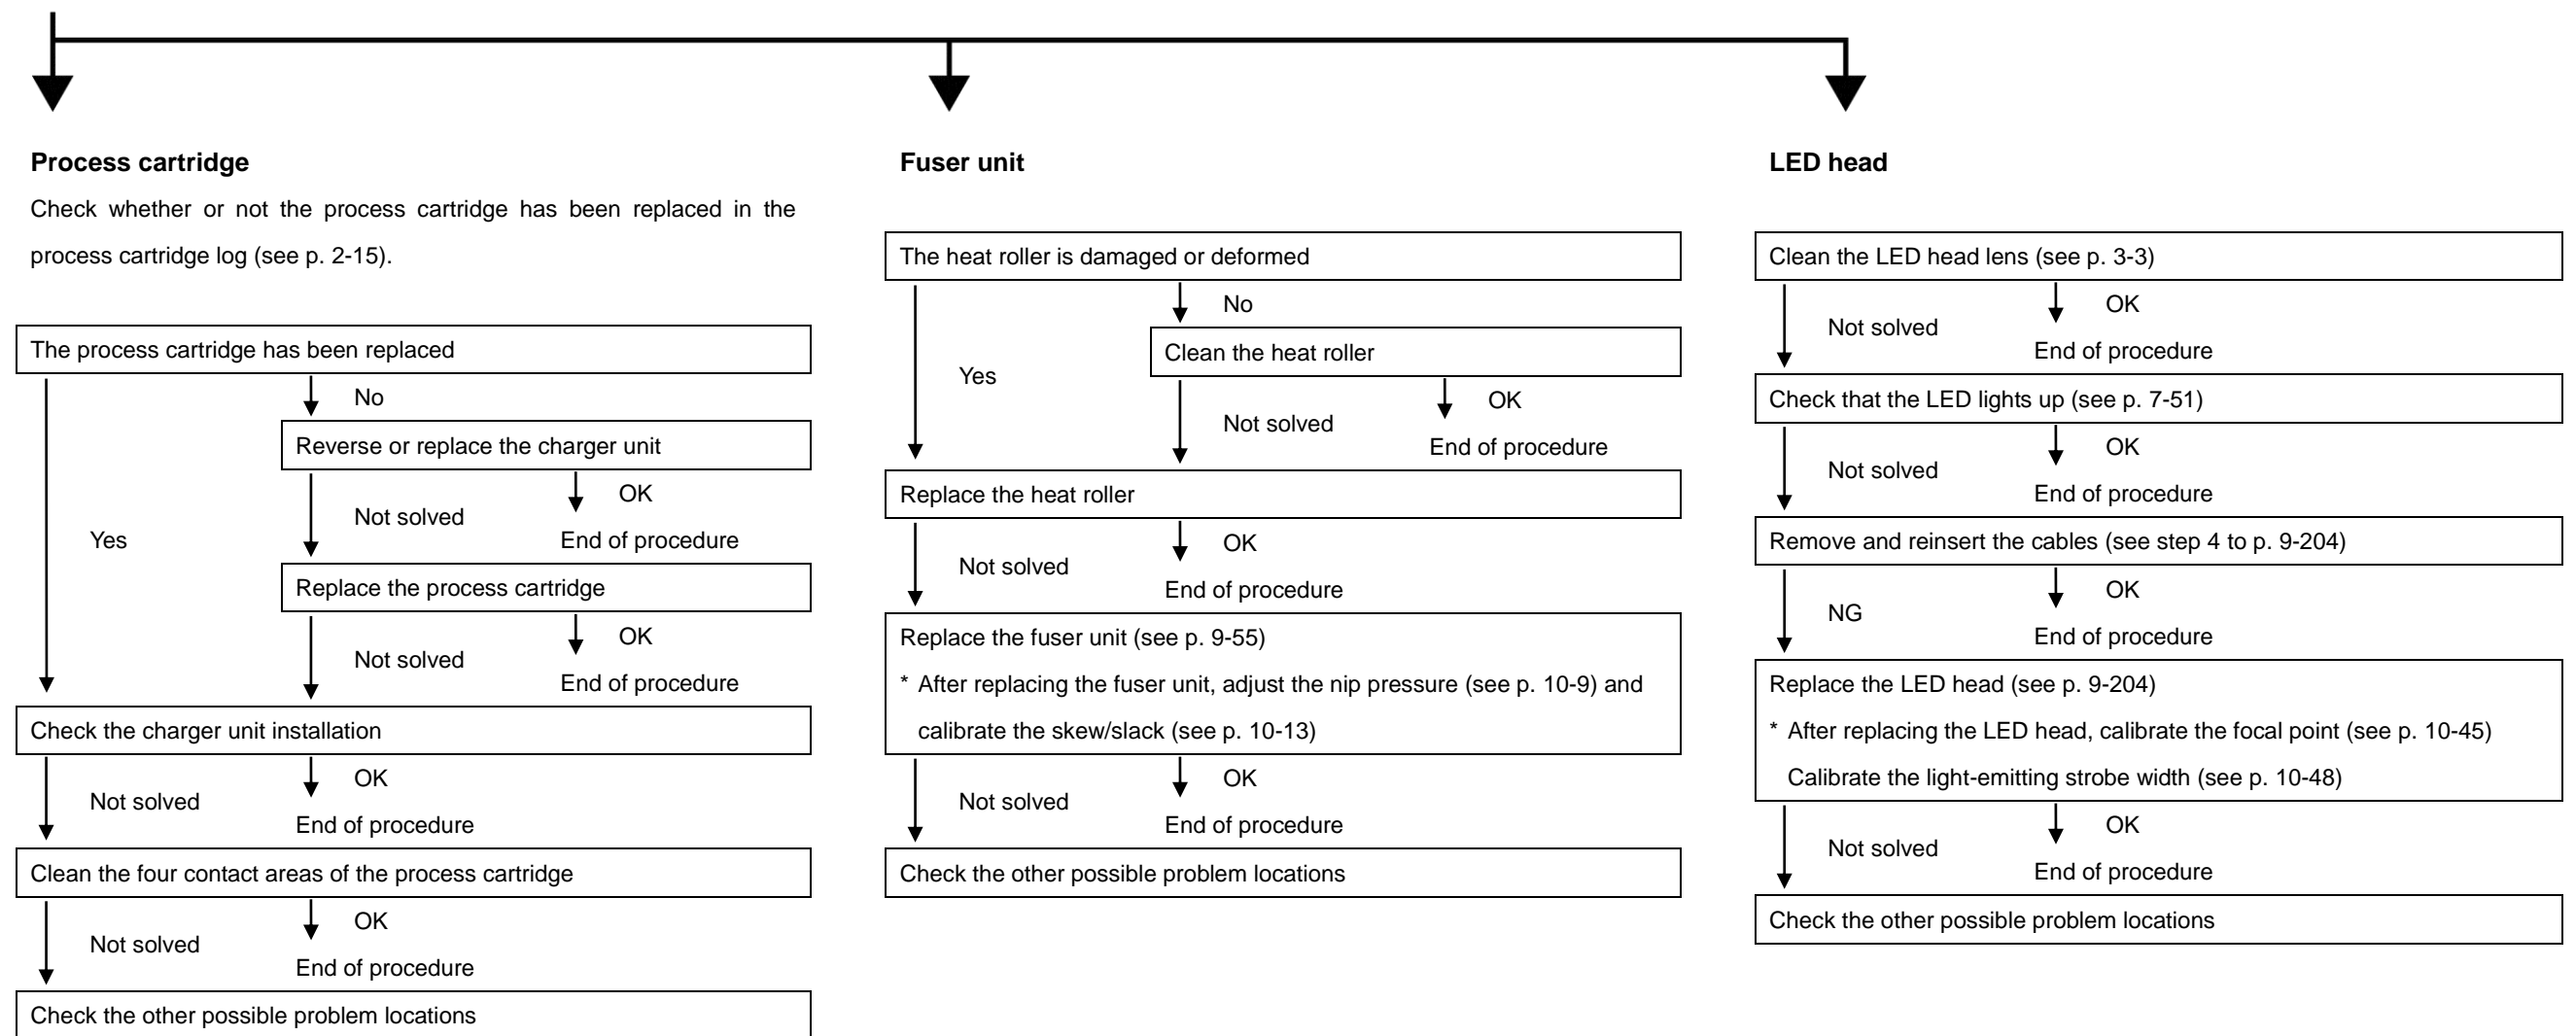 Process cartridge
Check whether or not the process cartridge has been replaced in the
process cartridge log (see p. 2-15).
The process cartridge has been replaced
No
Reverse or replace the charger unit
OK
Not solved
Yes
End of procedure
Replace the process cartridge
OK
Not solved
End of procedure
Check the charger unit installation
OK
Not solved
End of procedure
Clean the four contact areas of the process cartridge
OK
Not solved
End of procedure
Check the other possible problem locations
Fuser unit
The heat roller is damaged or deformed
No
Clean the heat roller
Yes
OK
Not solved
End of procedure
Replace the heat roller
OK
Not solved
End of procedure
Replace the fuser unit (see p. 9-55)
* After replacing the fuser unit, adjust the nip pressure (see p. 10-9) and
calibrate the skew/slack (see p. 10-13)
OK
Not solved
End of procedure
Check the other possible problem locations
LED head
Clean the LED head lens (see p. 3-3)
OK
Not solved
End of procedure
Check that the LED lights up (see p. 7-51)
OK
Not solved
End of procedure
Remove and reinsert the cables (see step 4 to p. 9-204)
OK
NG
End of procedure
Replace the LED head (see p. 9-204)
* After replacing the LED head, calibrate the focal point (see p. 10-45)
Calibrate the light-emitting strobe width (see p. 10-48)
OK
Not solved
End of procedure
Check the other possible problem locations